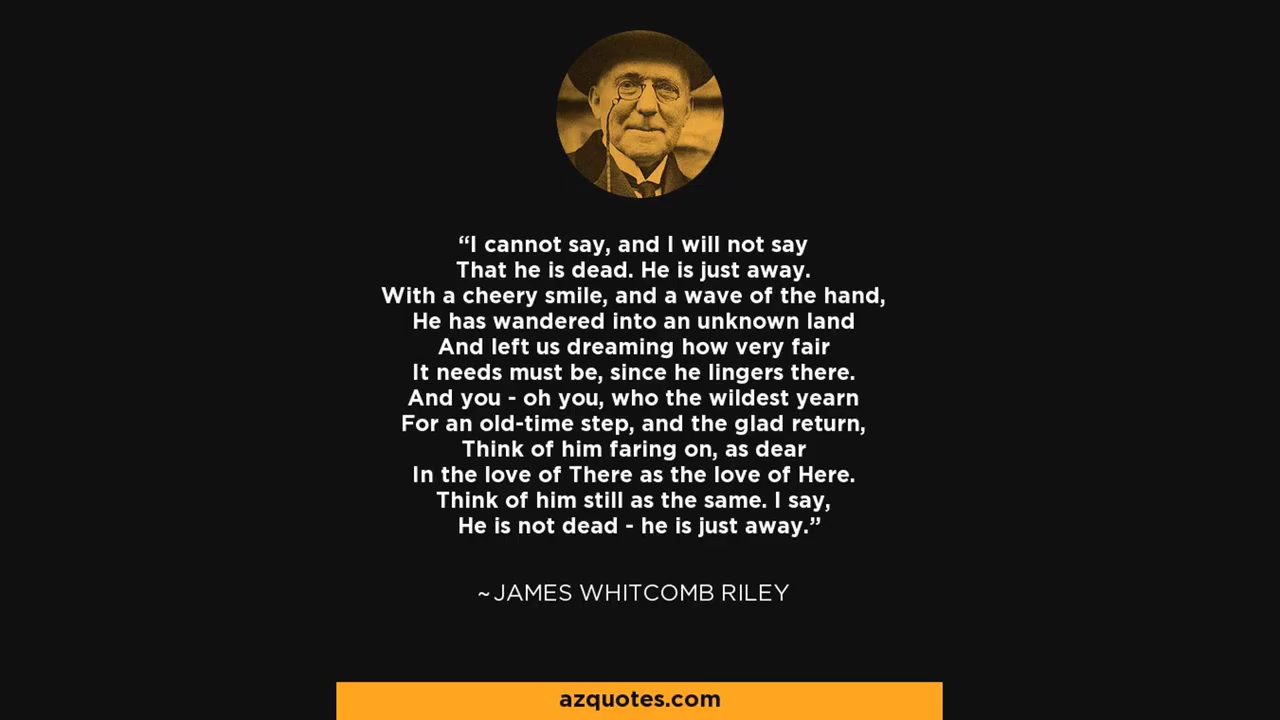 “I cannot say, and I will not say
That he is dead. He is just away.
With a cheery smile, and a wave of the hand,
He has wandered into an unknown land
And left us dreaming how very fair
It needs must be, since he lingers there.
And you - oh you, who the wildest yearn
For an old-time step, and the glad return,
Think of him faring on, as dear
In the love of There as the love of Here.
Think of him still as the same. I say,
He is not dead - he is just away.”
~ JAMES WHITCOMB RILEY
azquotes.com